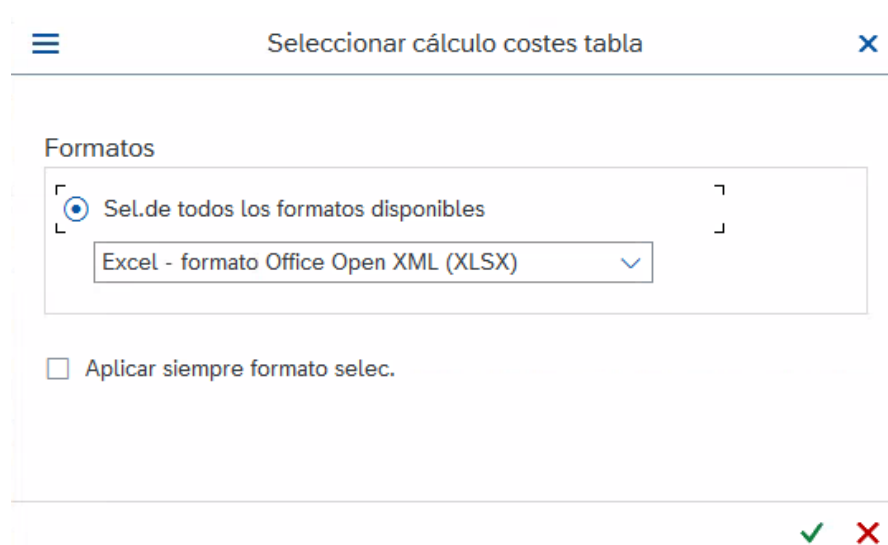 Seleccionar cálculo costes tabla
Formatos
Sel.de todos los formatos disponibles
Excel - formato Office Open XML (XLSX)
Aplicar siempre formato selec.